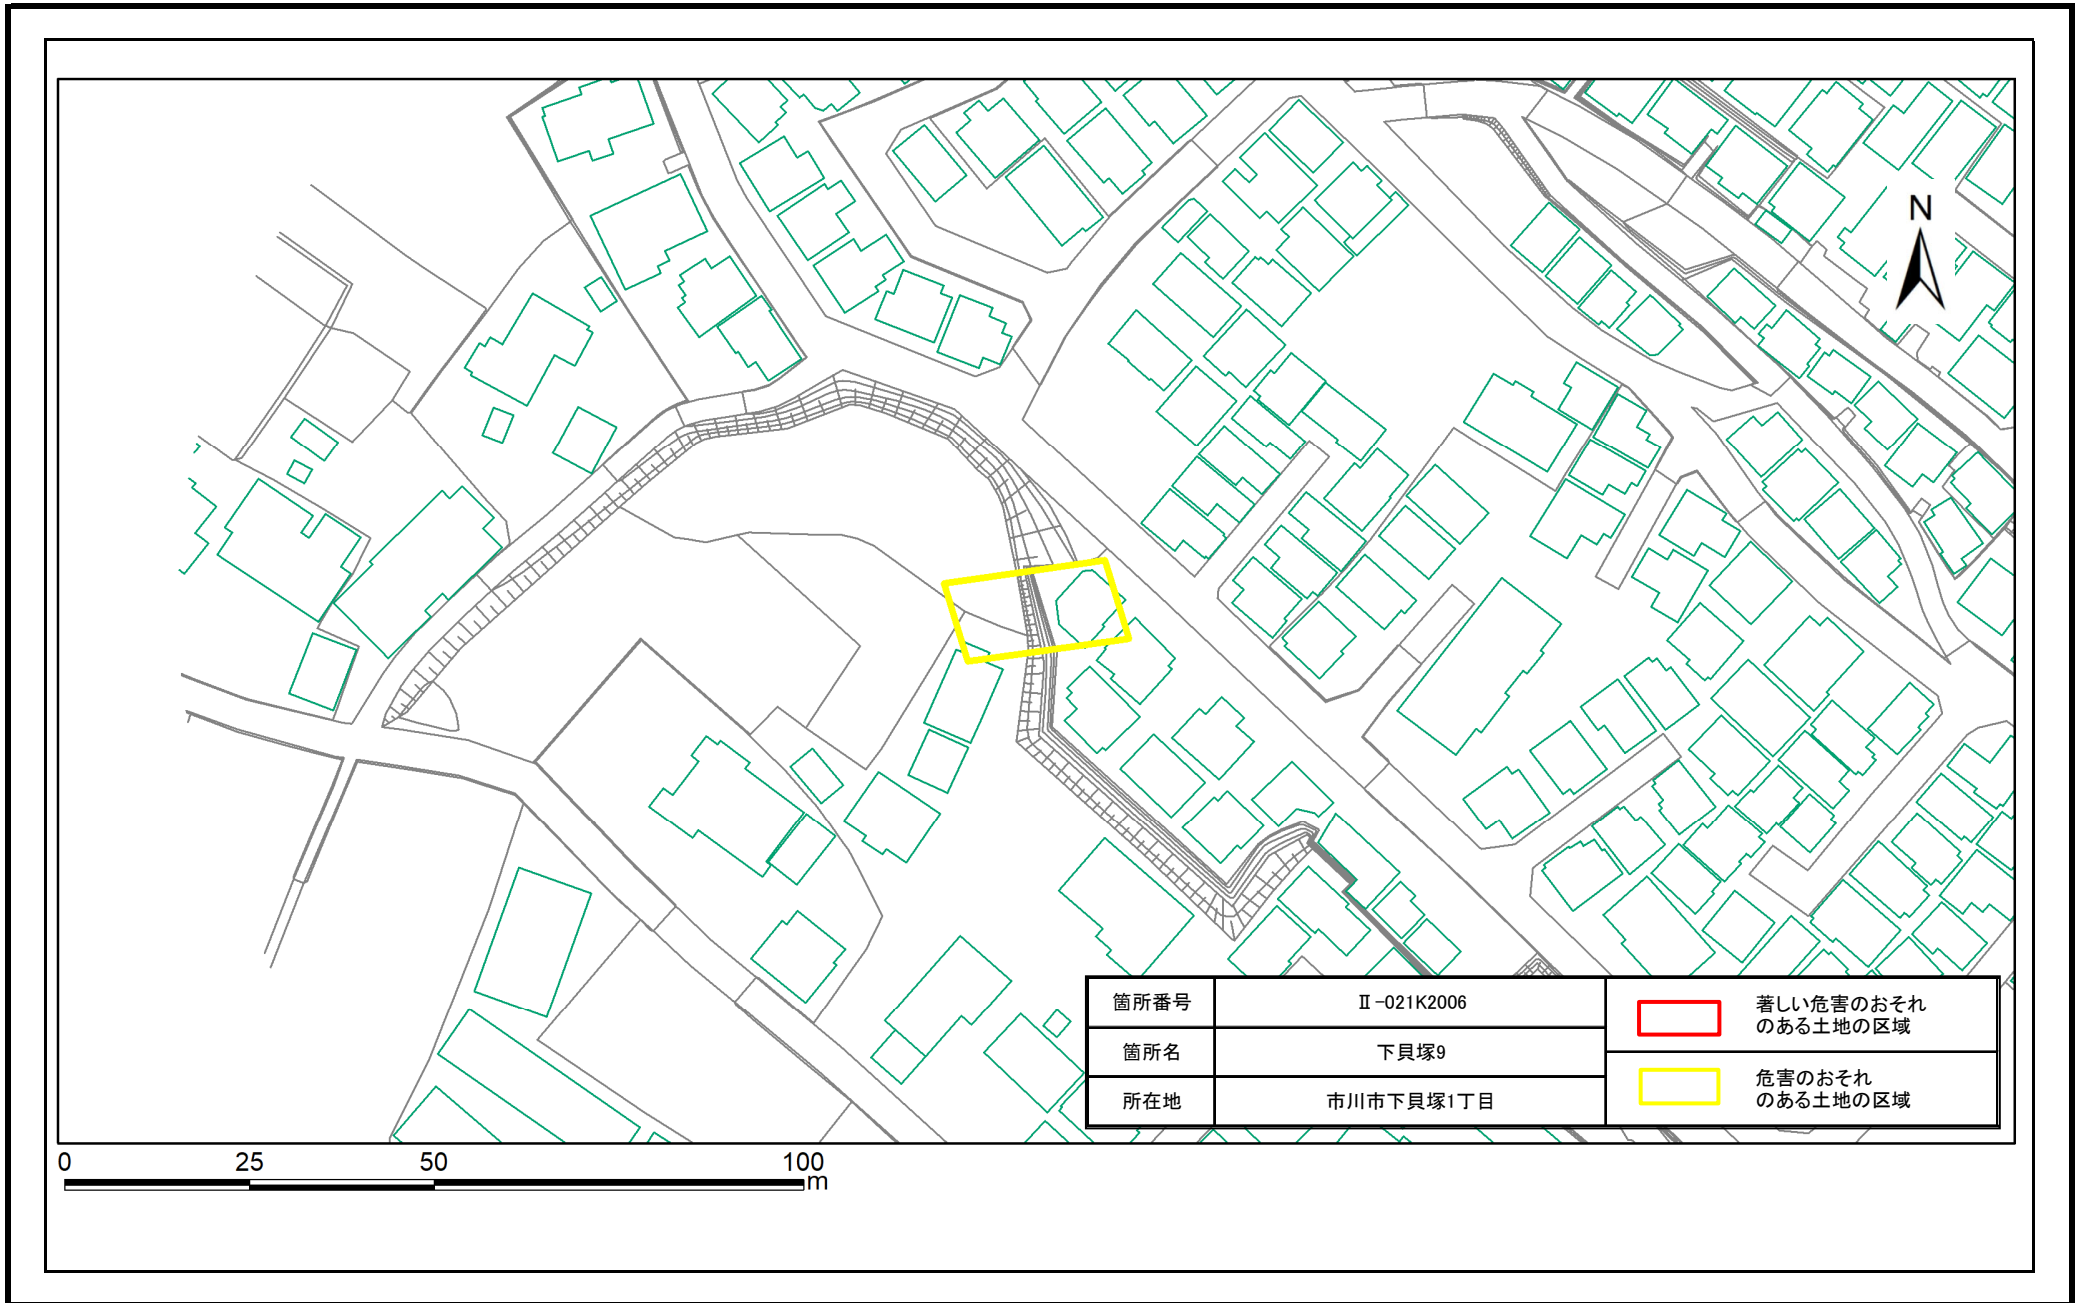 N
箇所番号
Ⅱ-021K2006
著しい危害のおそれ
のある土地の区域
箇所名
下貝塚9
危害のおそれ
のある土地の区域
所在地
市川市下貝塚1丁目
0 25 50 100
m